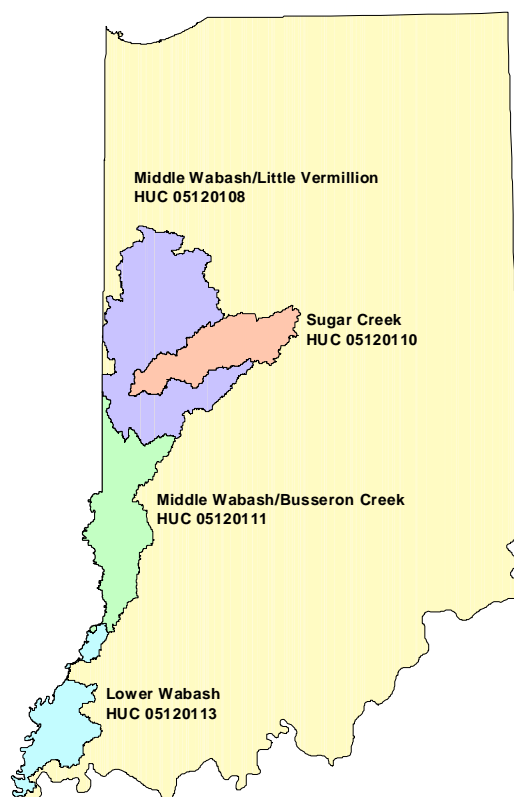 Middle Wabash/Little Vermillion
HUC 05120108
Sugar Creek
HUC 05120110
Middle Wabash/Busseron Creek
HUC 05120111
Lower Wabash
HUC 05120113